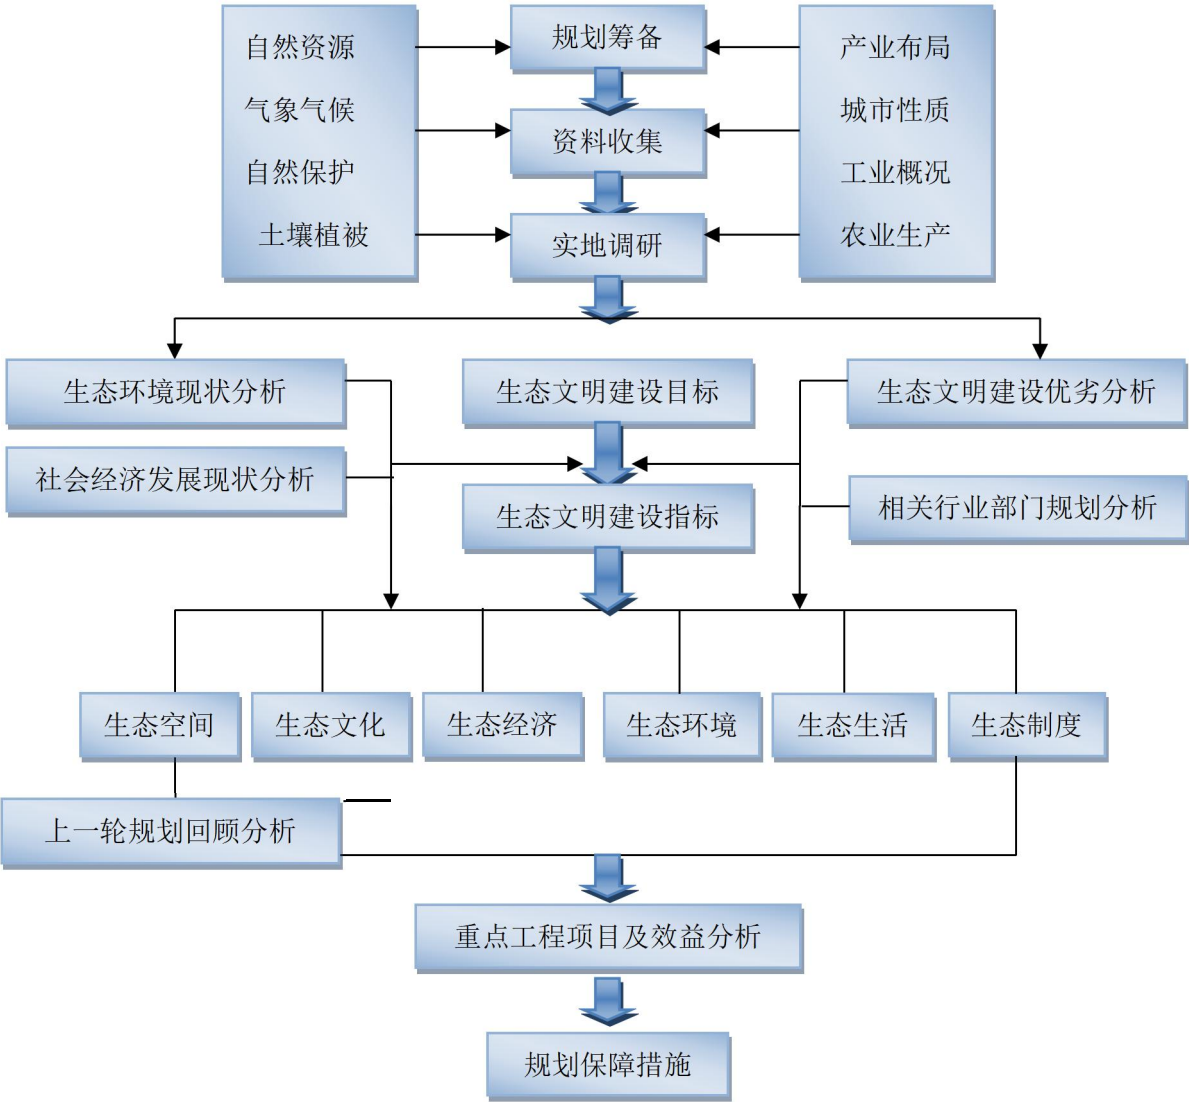 自然资源
气象气候
自然保护
土壤植被
规划筹备
资料收集
实地调研
产业布局
城市性质
工业概况
农业生产
生态环境现状分析
社会经济发展现状分析
生态文明建设目标
生态文明建设指标
生态文明建设优劣分析
相关行业部门规划分析
生态空间
生态文化
生态经济
生态环境
生态生活
生态制度
上一轮规划回顾分析
重点工程项目及效益分析
规划保障措施